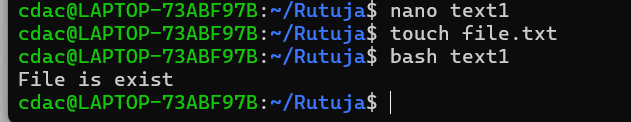 cdac@LAPTOP-73ABF97B:~/Rutuja$ nano text1
cdac@LAPTOP-73ABF97B:~/Rutuja$ touch file.txt
cdac@LAPTOP-73ABF97B:~/Rutuja$ bash text1
File is exist
cdac@LAPTOP-73ABF97B:~/Rutuja$